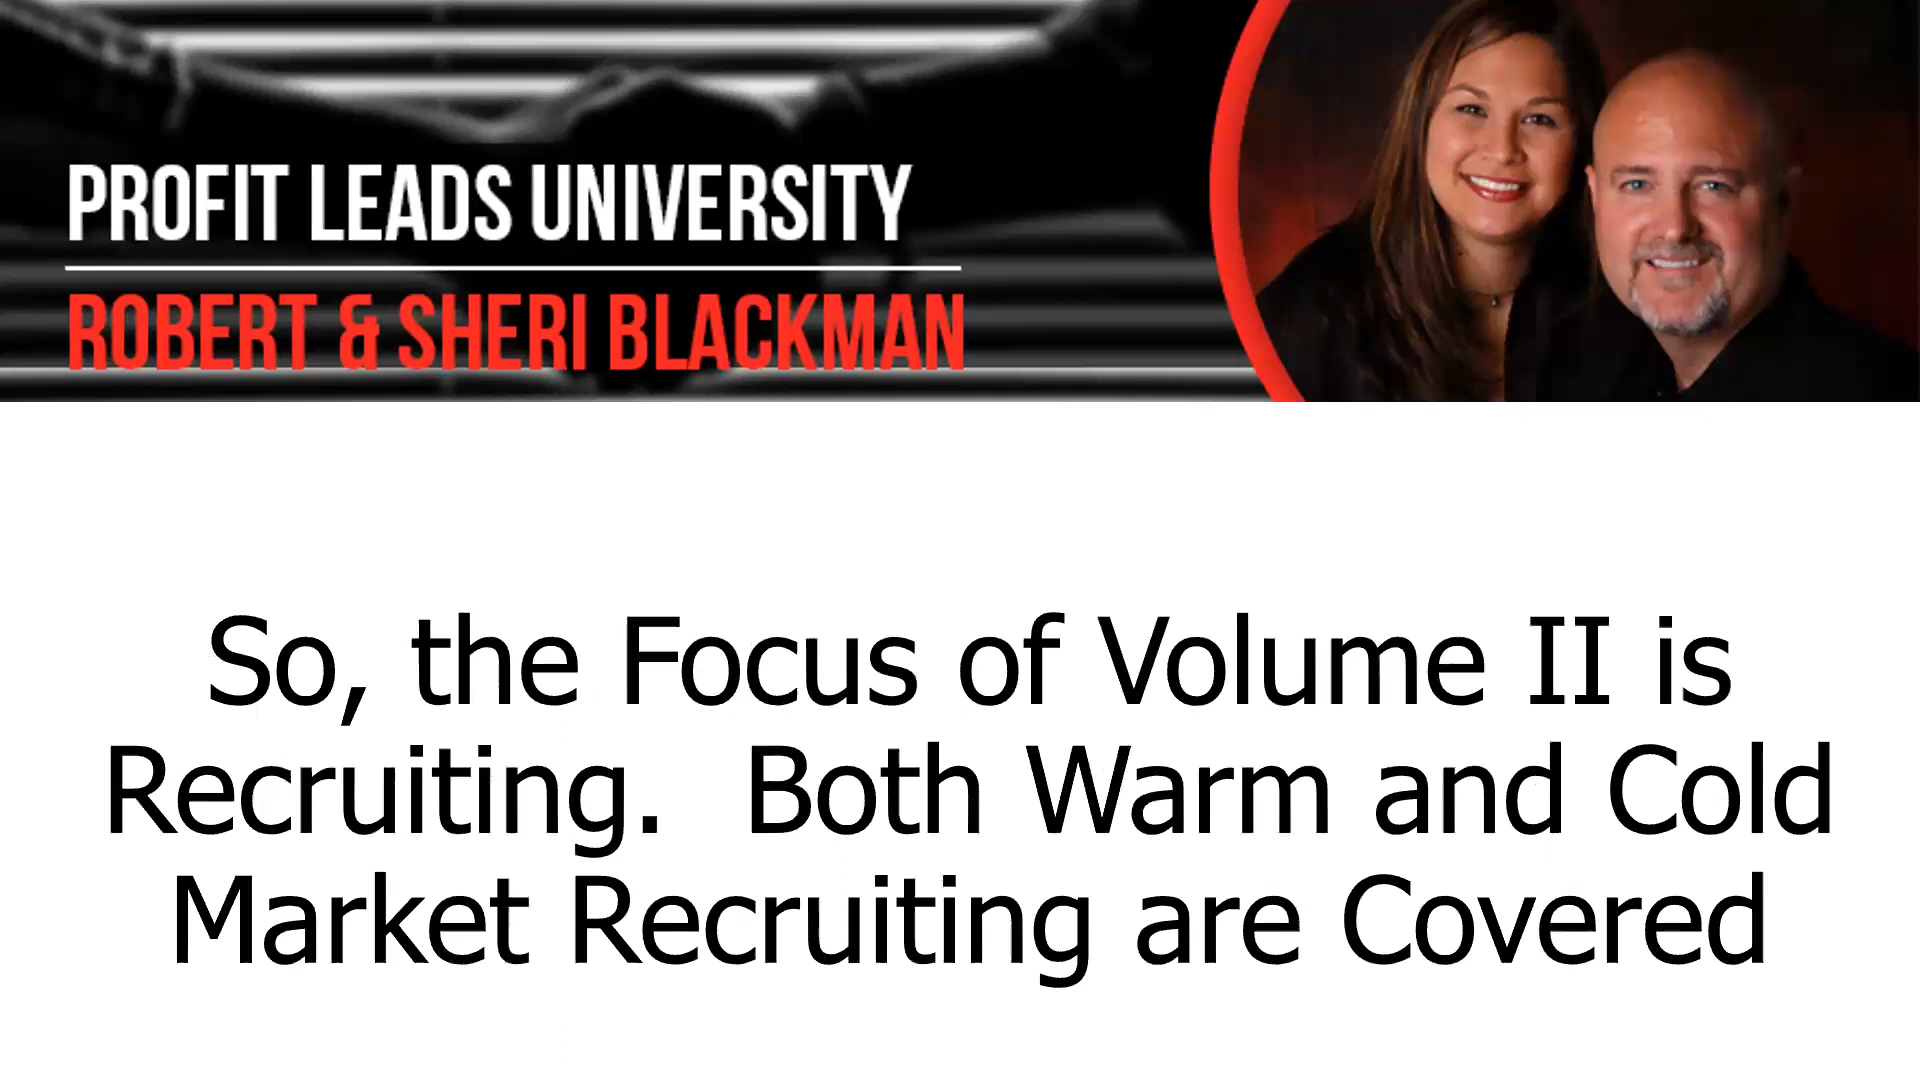 PROFIT LEADS UNIVERSITY
ROBERT & SHERI BLACKMAN
So, the Focus of Volume II is
Recruiting.  Both Warm and Cold
Market Recruiting are Covered